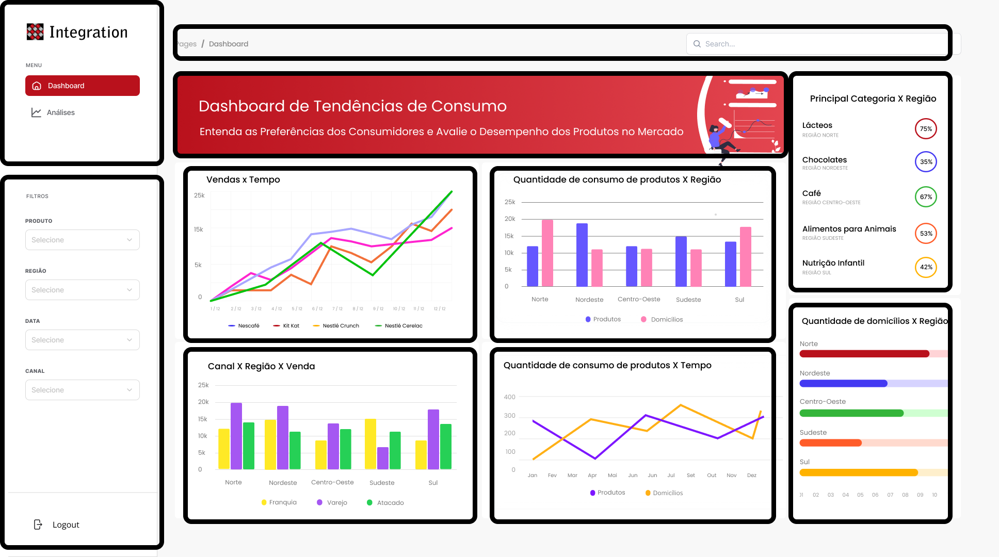 Integration
MENU
Dashboard
Análises
FILTROS
PRODUTO
Selecione
REGIÃO
Selecione
DATA
Selecione
CANAL
Selecione
Logout
Pages / Dashboard
Search...
Dashboard de Tendências de Consumo
Entenda as Preferências dos Consumidores e Avalie o Desempenho dos Produtos no Mercado
Vendas x Tempo
25k
15k
5k
0
1 / 12 2 / 12 3 / 12 4 / 12 5 / 12 6 / 12 7 / 12 8 / 12 9 / 12 10 / 12 11 / 12 12 / 12
Nescafé Kit Kat Nestlé Crunch Nestlé Cerelac
Quantidade de consumo de produtos X Região
25k
20k
15k
10k
5k
0
Norte Nordeste Centro-Oeste Sudeste Sul
Produtos Domicílios
Principal Categoria X Região
Lácteos 75%
REGIÃO NORTE
Chocolates 35%
REGIÃO NORDESTE
Café 67%
REGIÃO CENTRO-OESTE
Alimentos para Animais 53%
REGIÃO SUDESTE
Nutrição Infantil 42%
REGIÃO SUL
Canal X Região X Venda
25k
20k
15k
10k
5k
0
Norte Nordeste Centro-Oeste Sudeste Sul
Franquia Varejo Atacado
Quantidade de consumo de produtos X Tempo
400
300
200
100
0
Jan Fev Mar Apr Mai Jun Jun Jul Set Out Nov Dez
Produtos Domicílios
Quantidade de domicílios X Região
Norte
Nordeste
Centro-Oeste
Sudeste
Sul
01 02 03 04 05 06 07 08 09 10